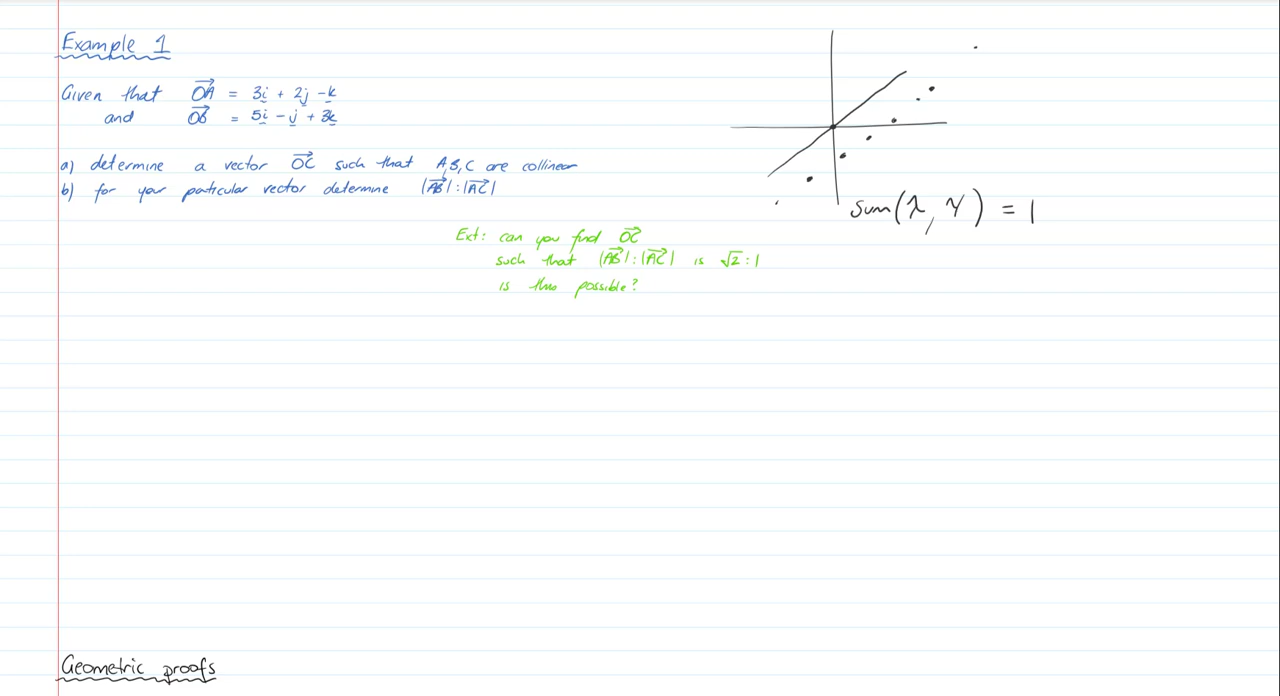 Example 1
Given that OA = 3i + 2j - k
and OB = 5i - j + 3k
a) determine a vector OC such that A,B,C are collinear
b) for your particular vector determine |AB| : |AC|
Ext: can you find OC
such that |AB| : |AC| is √2 : 1
is this possible?
sum(λ, γ) = 1
Geometric proofs